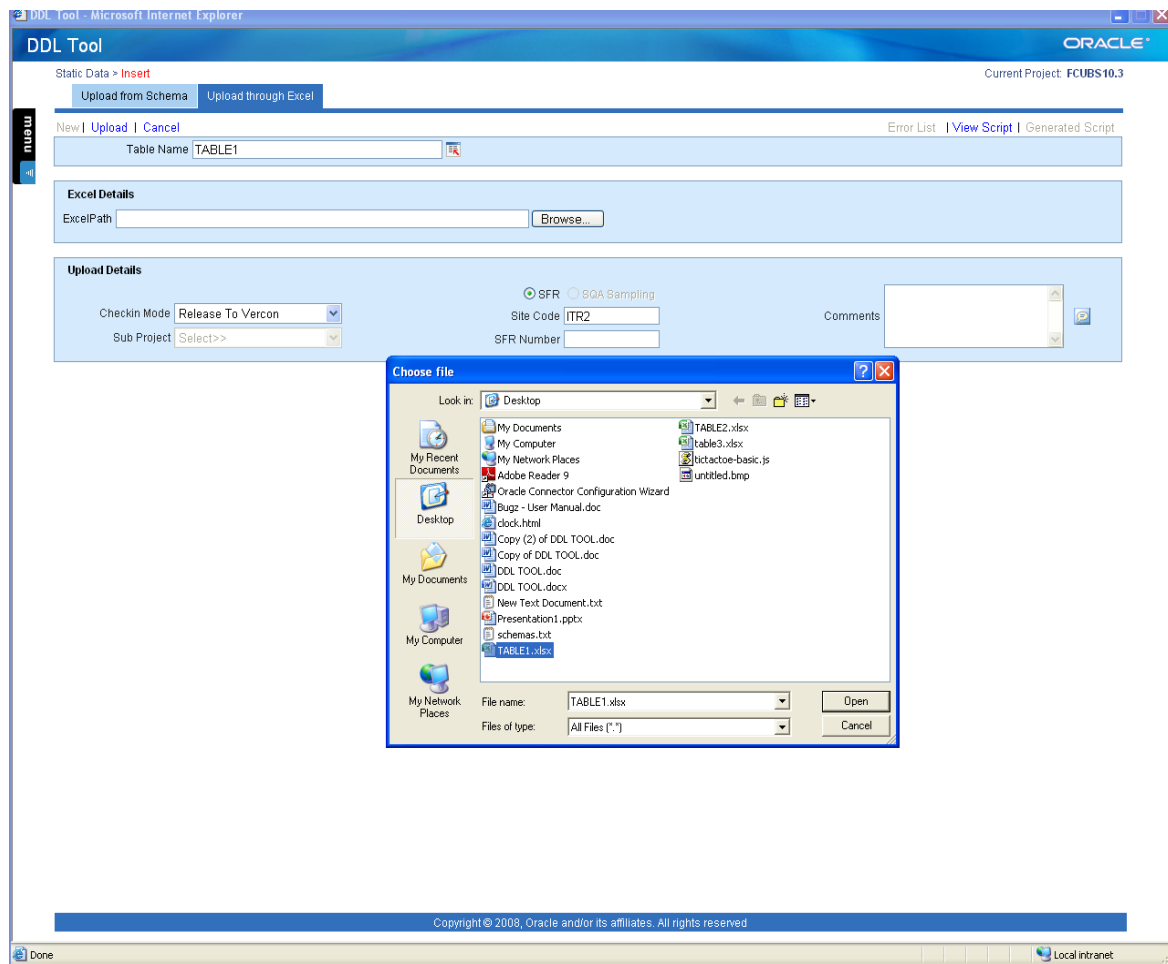 DDL Tool - Microsoft Internet Explorer
DDL Tool
ORACLE
Static Data > Insert
Current Project: FCUBS10.3
Upload from Schema
Upload through Excel
menu
New | Upload | Cancel
Error List | View Script | Generated Script
Table Name TABLE1
Excel Details
ExcelPath Browse...
Upload Details
SFR SQA Sampling
Checkin Mode Release To Vercon
Site Code ITR2
Comments
Sub Project Select>>
SFR Number
Choose file
Look in: Desktop
My Recent Documents
Desktop
My Documents
My Computer
My Network Places
My Documents
My Computer
My Network Places
Adobe Reader 9
Oracle Connector Configuration Wizard
Bugz - User Manual.doc
clock.html
Copy (2) of DDL TOOL.doc
Copy of DDL TOOL.doc
DDL TOOL.doc
DDL TOOL.docx
New Text Document.txt
Presentation1.pptx
schemas.txt
TABLE1.xlsx
TABLE2.xlsx
table3.xlsx
tictactoe-basic.js
untitled.bmp
File name: TABLE1.xlsx Open
Files of type: All Files (*.*) Cancel
Copyright © 2008, Oracle and/or its affiliates. All rights reserved
Done
Local intranet